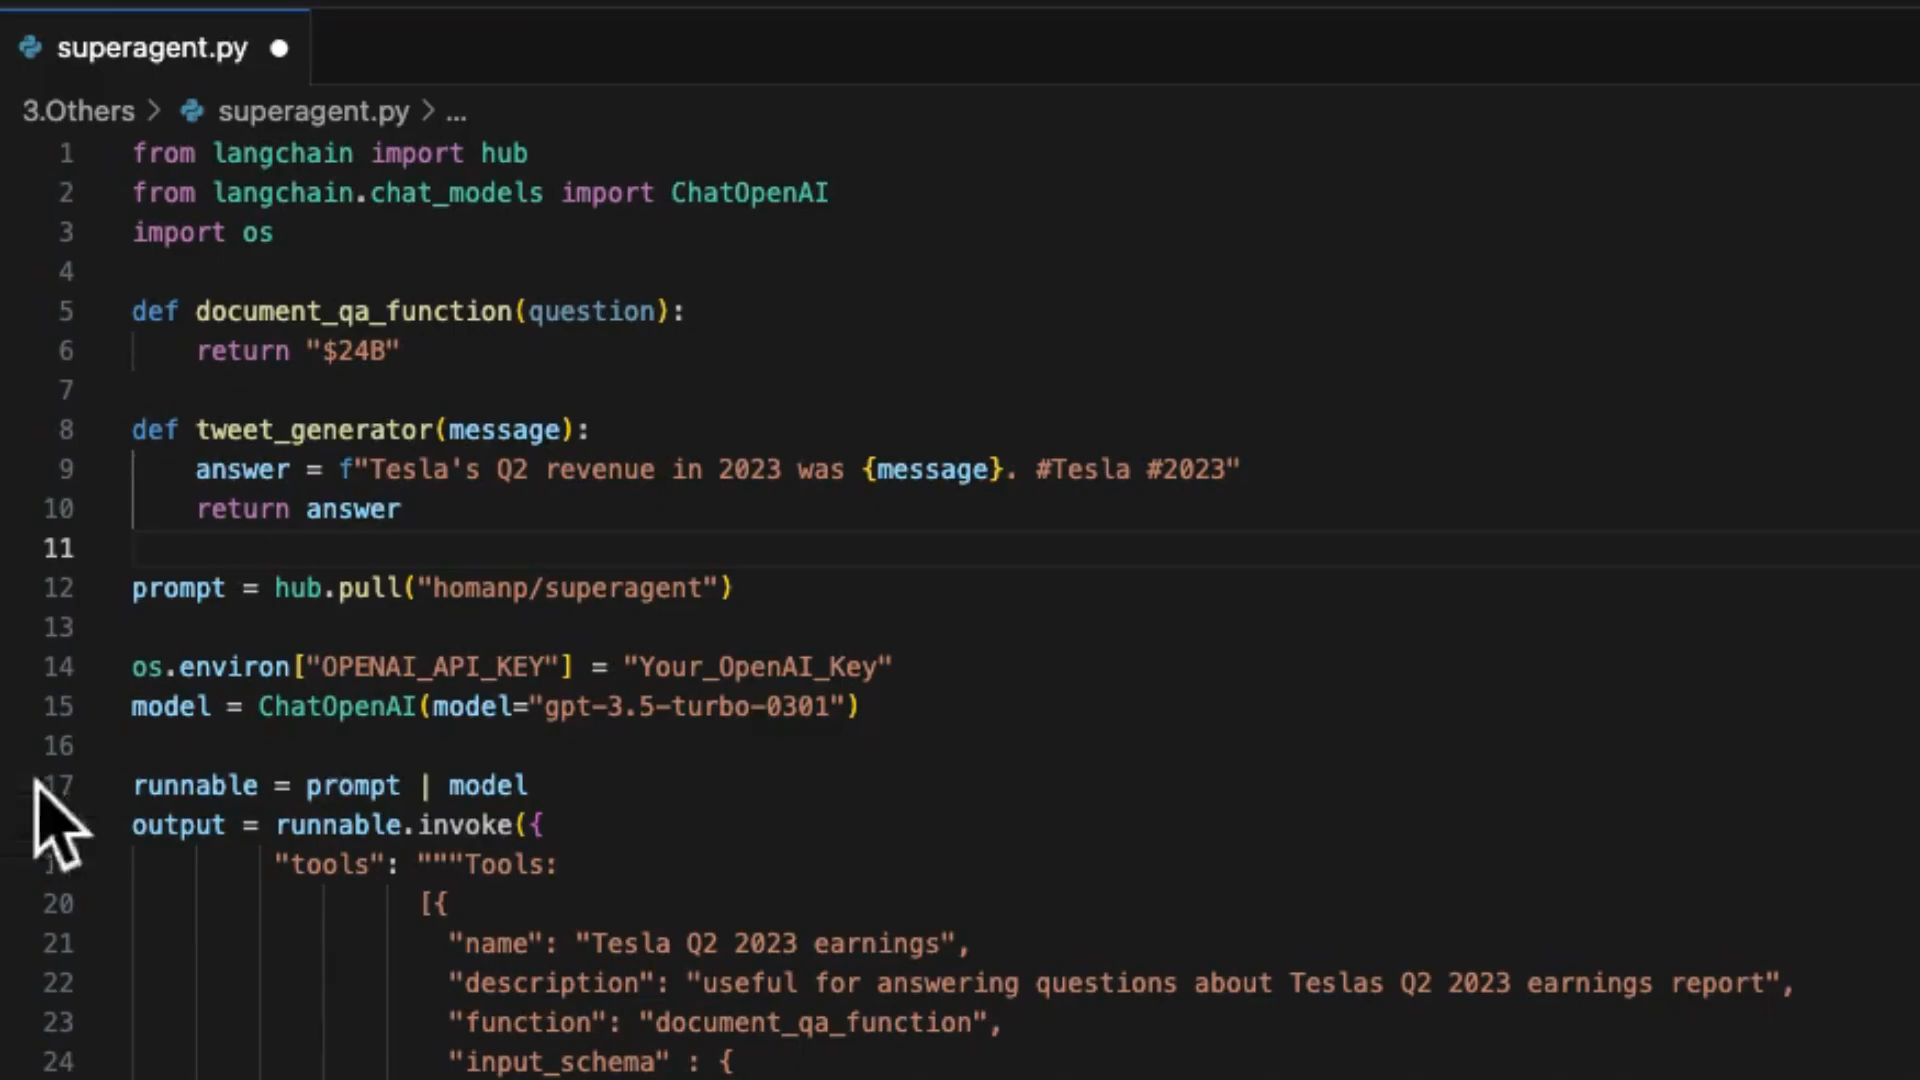 superagent.py
3.Others > superagent.py > ...
1 from langchain import hub
2 from langchain.chat_models import ChatOpenAI
3 import os
4
5 def document_qa_function(question):
6     return "$24B"
7
8 def tweet_generator(message):
9     answer = f"Tesla's Q2 revenue in 2023 was {message}. #Tesla #2023"
10     return answer
11
12 prompt = hub.pull("homanp/superagent")
13
14 os.environ["OPENAI_API_KEY"] = "Your_OpenAI_Key"
15 model = ChatOpenAI(model="gpt-3.5-turbo-0301")
16
17 runnable = prompt | model
output = runnable.invoke({
"tools": """Tools:
20 [{
21 "name": "Tesla Q2 2023 earnings",
22 "description": "useful for answering questions about Teslas Q2 2023 earnings report",
23 "function": "document_qa_function",
24 "input_schema" : {